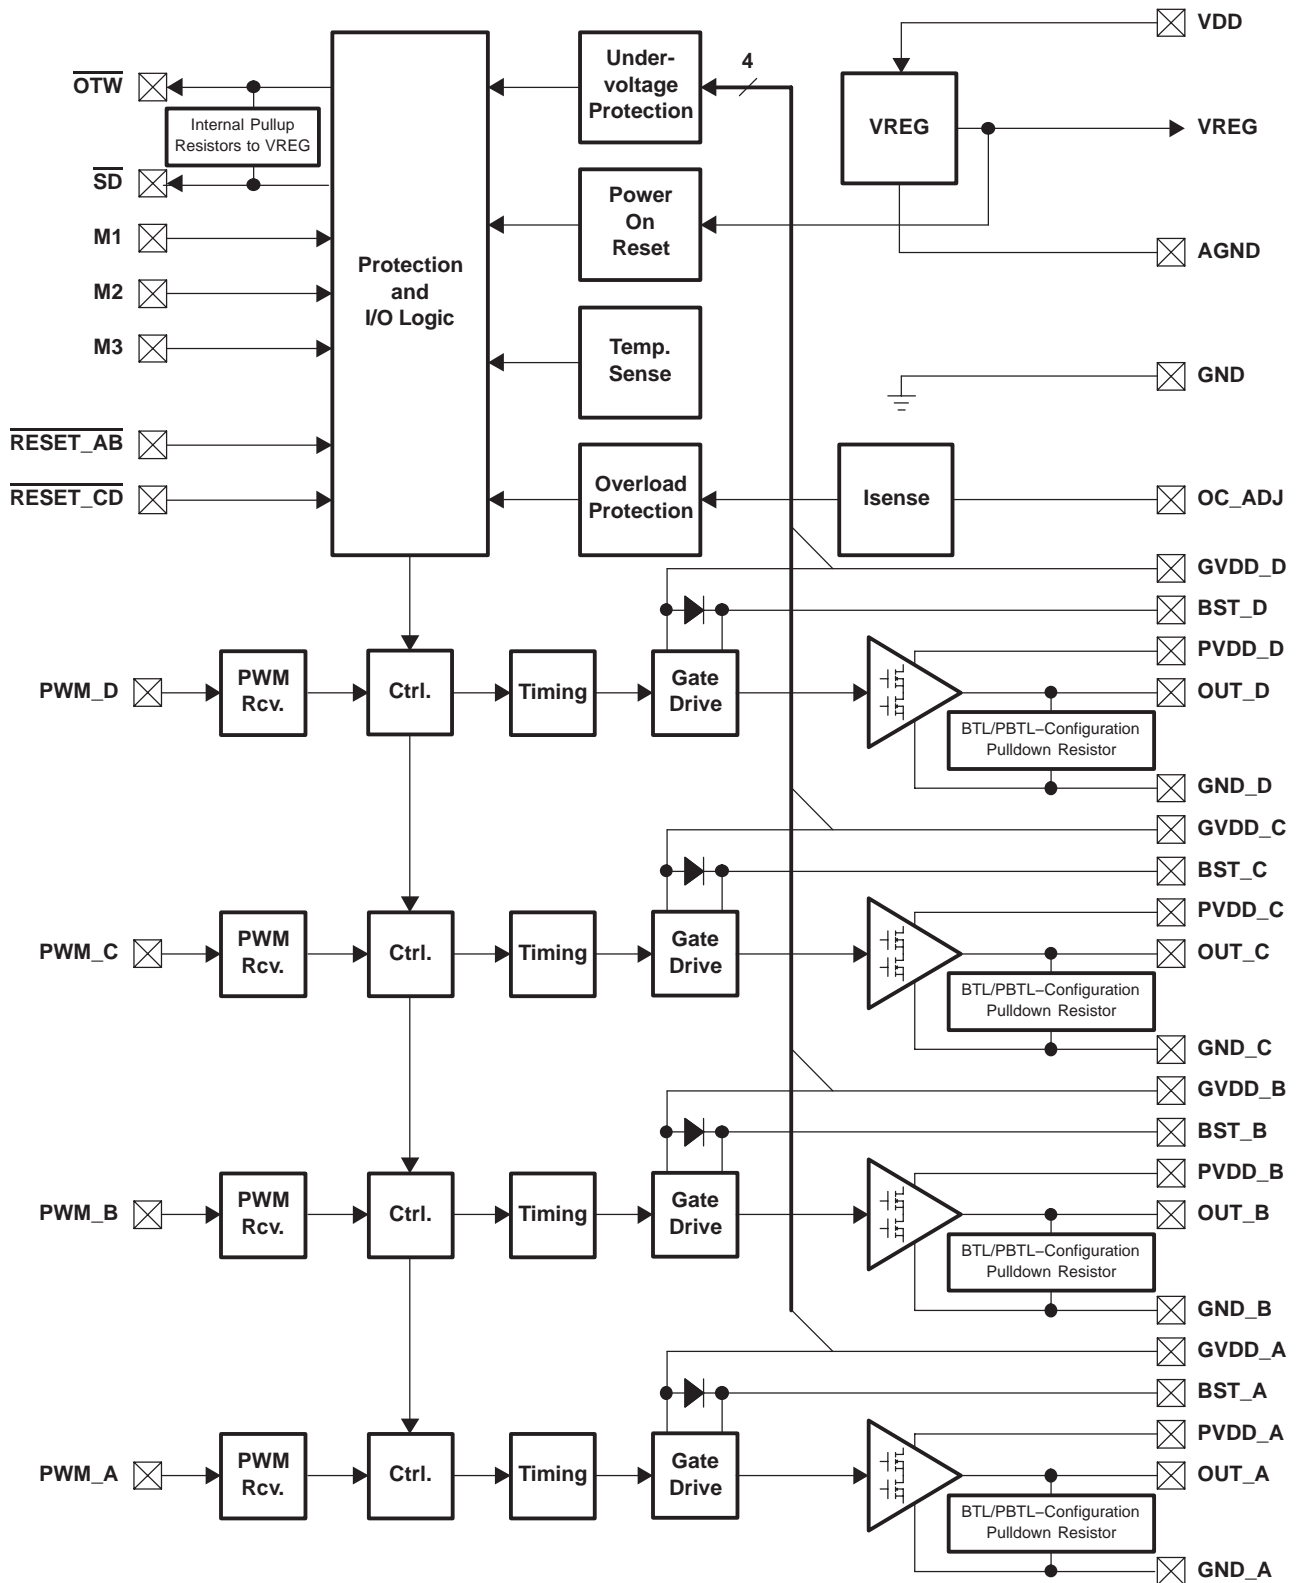 VDD
OTW
Under-
voltage
Protection
4
VREG
VREG
Internal Pullup
Resistors to VREG
SD
M1
Power
On
Reset
AGND
M2
Protection
and
I/O Logic
M3
Temp.
Sense
GND
RESET_AB
RESET_CD
Overload
Protection
Isense
OC_ADJ
GVDD_D
BST_D
PVDD_D
PWM_D
PWM
Rcv.
Ctrl.
Timing
Gate
Drive
OUT_D
BTL/PBTL–Configuration
Pulldown Resistor
GND_D
GVDD_C
BST_C
PVDD_C
PWM_C
PWM
Rcv.
Ctrl.
Timing
Gate
Drive
OUT_C
BTL/PBTL–Configuration
Pulldown Resistor
GND_C
GVDD_B
BST_B
PVDD_B
PWM_B
PWM
Rcv.
Ctrl.
Timing
Gate
Drive
OUT_B
BTL/PBTL–Configuration
Pulldown Resistor
GND_B
GVDD_A
BST_A
PVDD_A
PWM_A
PWM
Rcv.
Ctrl.
Timing
Gate
Drive
OUT_A
BTL/PBTL–Configuration
Pulldown Resistor
GND_A